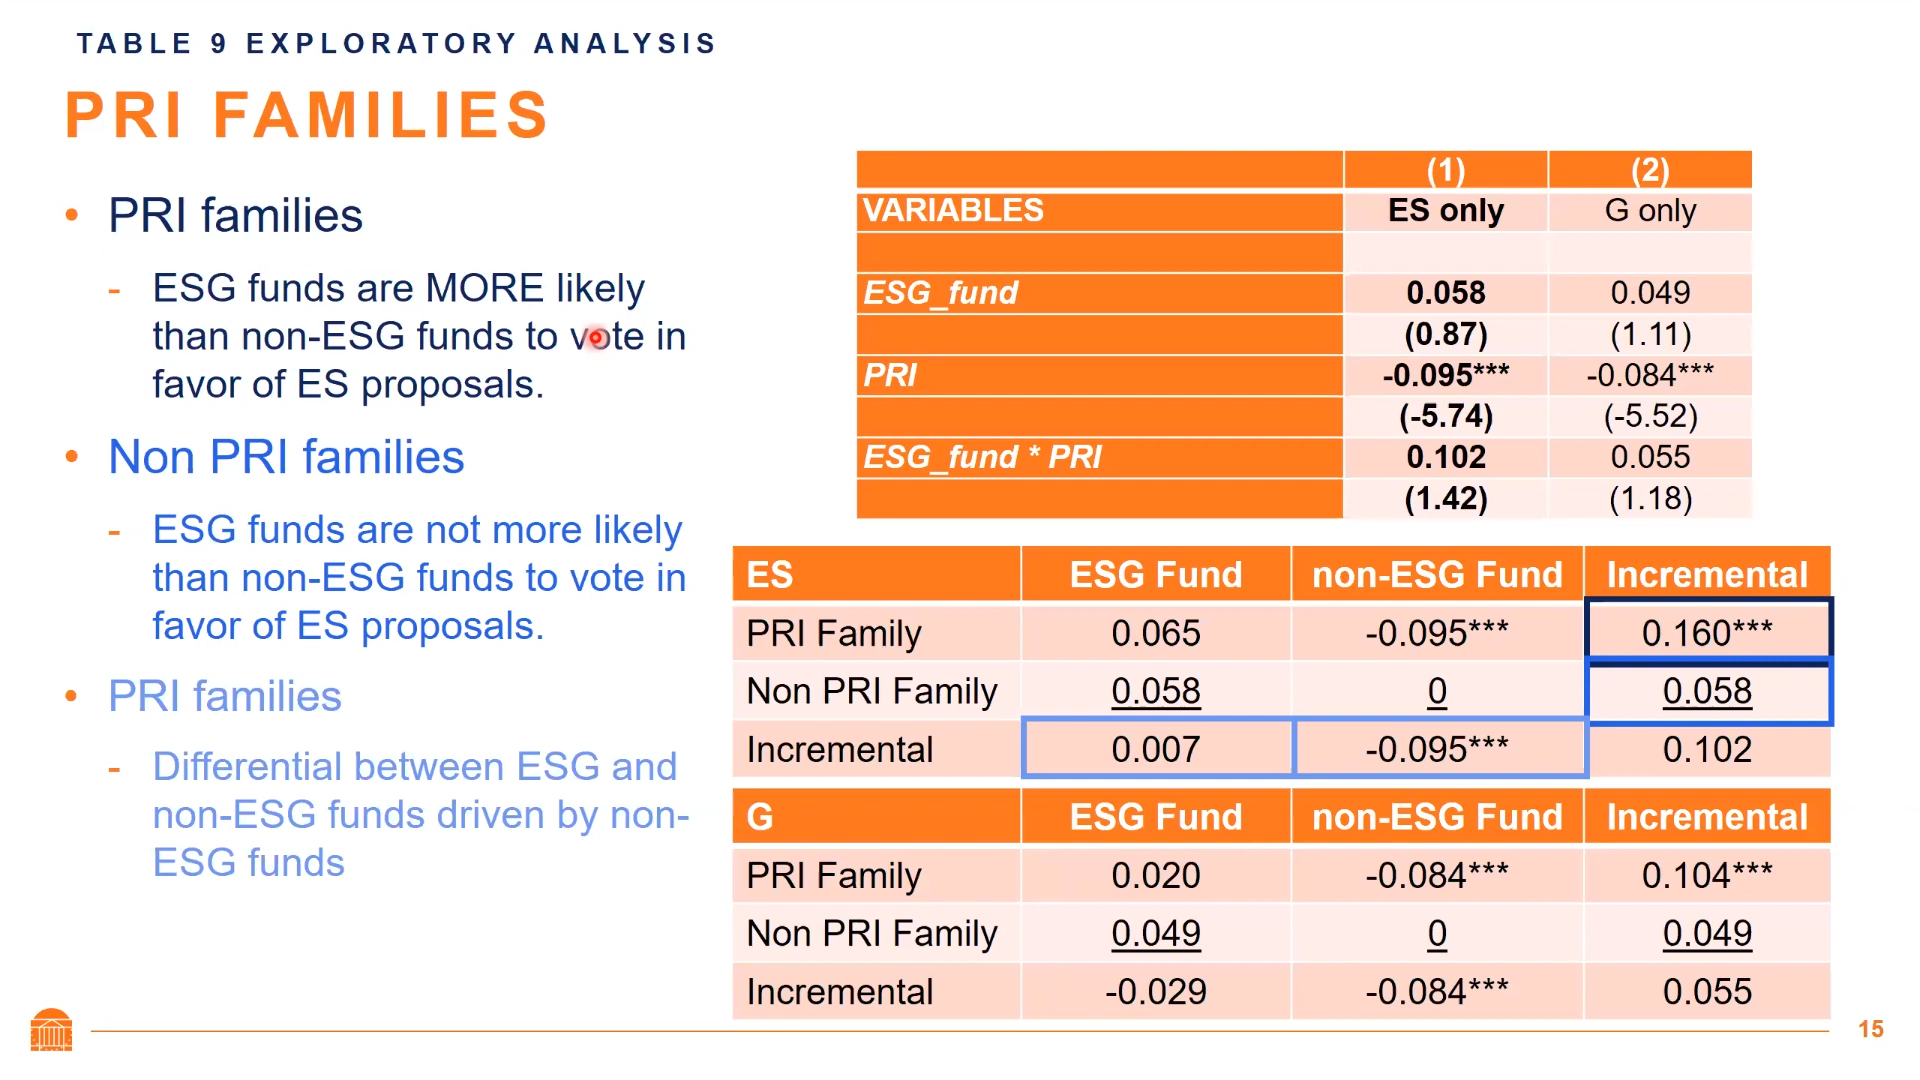 TABLE 9 EXPLORATORY ANALYSIS
PRI FAMILIES
• PRI families
- ESG funds are MORE likely
than non-ESG funds to vote in
favor of ES proposals.
• Non PRI families
- ESG funds are not more likely
than non-ESG funds to vote in
favor of ES proposals.
• PRI families
- Differential between ESG and
non-ESG funds driven by non-
ESG funds
(1) (2)
VARIABLES ES only G only
ESG_fund 0.058 0.049
(0.87) (1.11)
PRI -0.095*** -0.084***
(-5.74) (-5.52)
ESG_fund * PRI 0.102 0.055
(1.42) (1.18)
ES ESG Fund non-ESG Fund Incremental
PRI Family 0.065 -0.095*** 0.160***
Non PRI Family 0.058 0 0.058
Incremental 0.007 -0.095*** 0.102
G ESG Fund non-ESG Fund Incremental
PRI Family 0.020 -0.084*** 0.104***
Non PRI Family 0.049 0 0.049
Incremental -0.029 -0.084*** 0.055
15